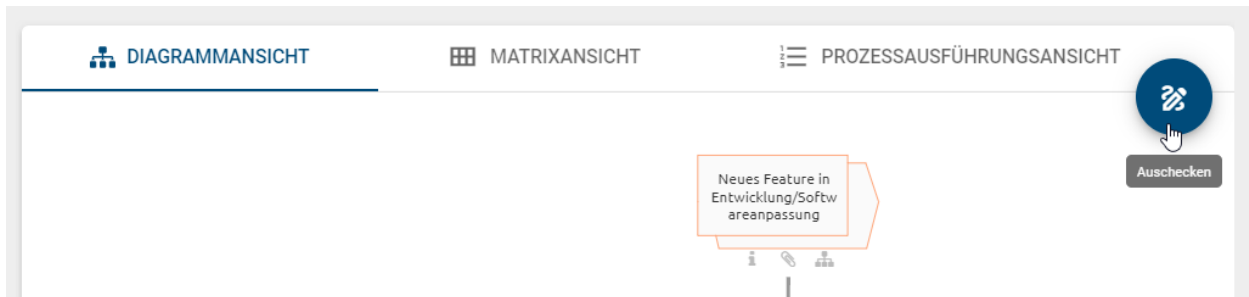 DIAGRAMMANSICHT
MATRIXANSICHT
PROZESSAUSFÜHRUNGSANSICHT
Auschecken
Neues Feature in
Entwicklung/Softw
areanpassung